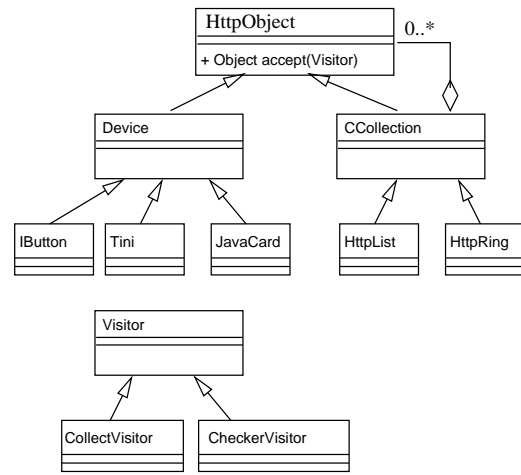 HttpObject
0..*
+ Object accept(Visitor)
Device
CCollection
IButton
Tini
JavaCard
HttpList
HttpRing
Visitor
CollectVisitor
CheckerVisitor